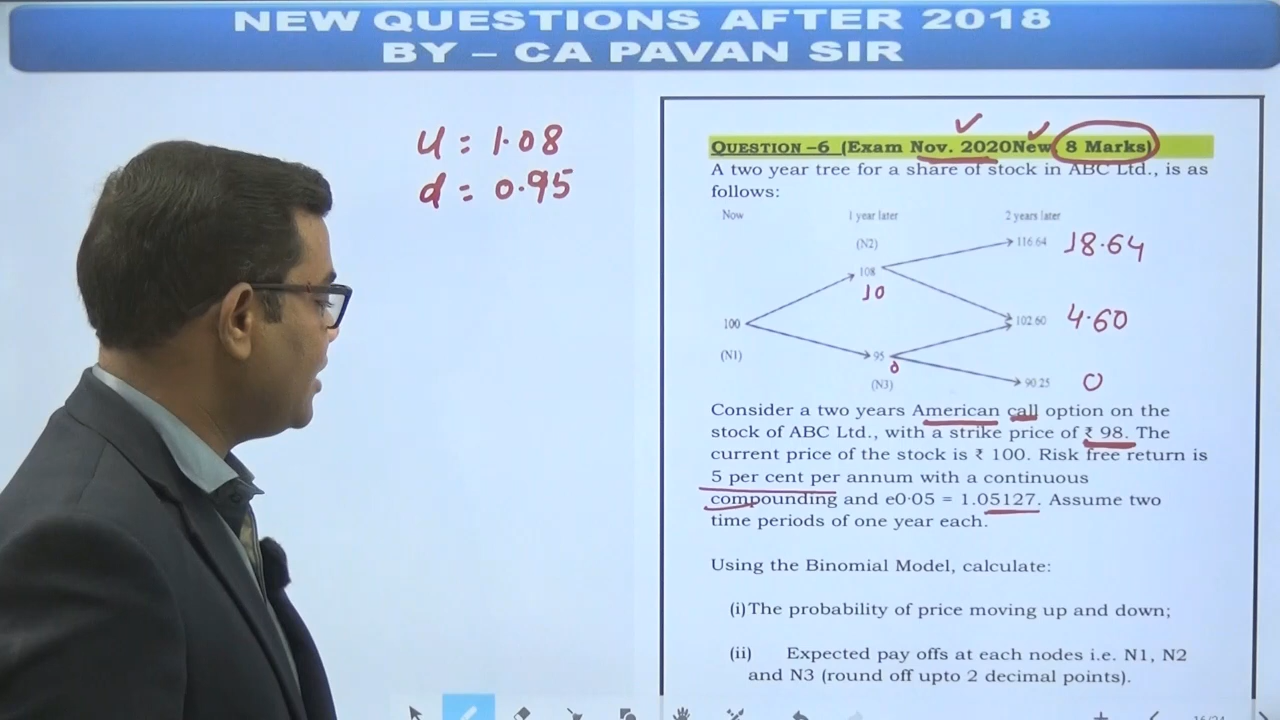 NEW QUESTIONS AFTER 2018
BY – CA PAVAN SIR
u = 1.08
d = 0.95
QUESTION –6 (Exam Nov. 2020New 8 Marks)
A two year tree for a share of stock in ABC Ltd., is as
follows:
Now 1 year later 2 years later
(N2) 116.64 18.64
108
10
100 102.60 4.60
(N1) 95
0
(N3) 90.25 0
Consider a two years American call option on the
stock of ABC Ltd., with a strike price of ₹ 98. The
current price of the stock is ₹ 100. Risk free return is
5 per cent per annum with a continuous
compounding and e0·05 = 1.05127. Assume two
time periods of one year each.
Using the Binomial Model, calculate:
(i)The probability of price moving up and down;
(ii) Expected pay offs at each nodes i.e. N1, N2
and N3 (round off upto 2 decimal points).